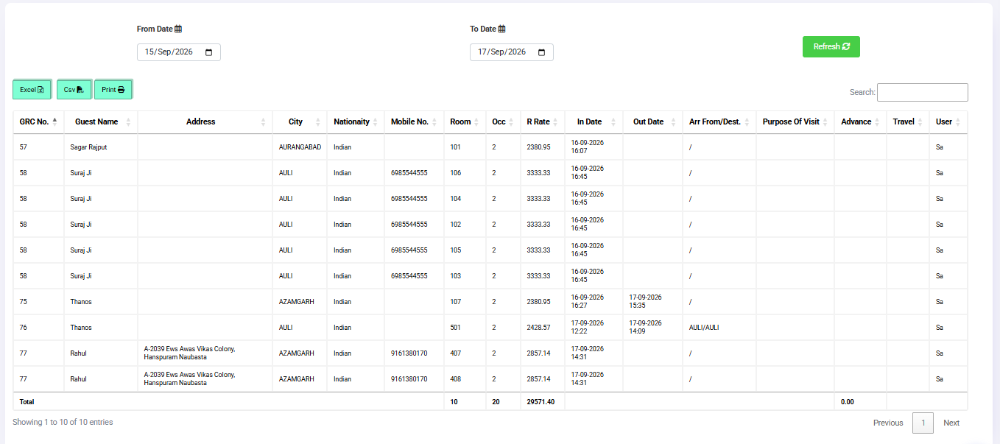 From Date
To Date
15/Sep/2026
17/Sep/2026
Refresh
Excel Csv Print
Search:
GRC No. Guest Name Address City Nationaity Mobile No. Room Occ R Rate In Date Out Date Arr From/Dest. Purpose Of Visit Advance Travel User
57 Sagar Rajput AURANGABAD Indian 101 2 2380.95 16-09-2026 16:07 / Sa
58 Suraj Ji AULI Indian 6985544555 106 2 3333.33 16-09-2026 16:45 / Sa
58 Suraj Ji AULI Indian 6985544555 104 2 3333.33 16-09-2026 16:45 / Sa
58 Suraj Ji AULI Indian 6985544555 102 2 3333.33 16-09-2026 16:45 / Sa
58 Suraj Ji AULI Indian 6985544555 105 2 3333.33 16-09-2026 16:45 / Sa
58 Suraj Ji AULI Indian 6985544555 103 2 3333.33 16-09-2026 16:45 / Sa
75 Thanos AZAMGARH Indian 107 2 2380.95 16-09-2026 16:27 17-09-2026 15:35 / Sa
76 Thanos AULI Indian 501 2 2428.57 17-09-2026 12:22 17-09-2026 14:09 AULI/AULI Sa
77 Rahul A-2039 Ews Awas Vikas Colony, Hanspuram Naubasta AZAMGARH Indian 9161380170 407 2 2857.14 17-09-2026 14:31 / Sa
77 Rahul A-2039 Ews Awas Vikas Colony, Hanspuram Naubasta AZAMGARH Indian 9161380170 408 2 2857.14 17-09-2026 14:31 / Sa
Total 10 20 29571.40 0.00
Showing 1 to 10 of 10 entries
Previous 1 Next